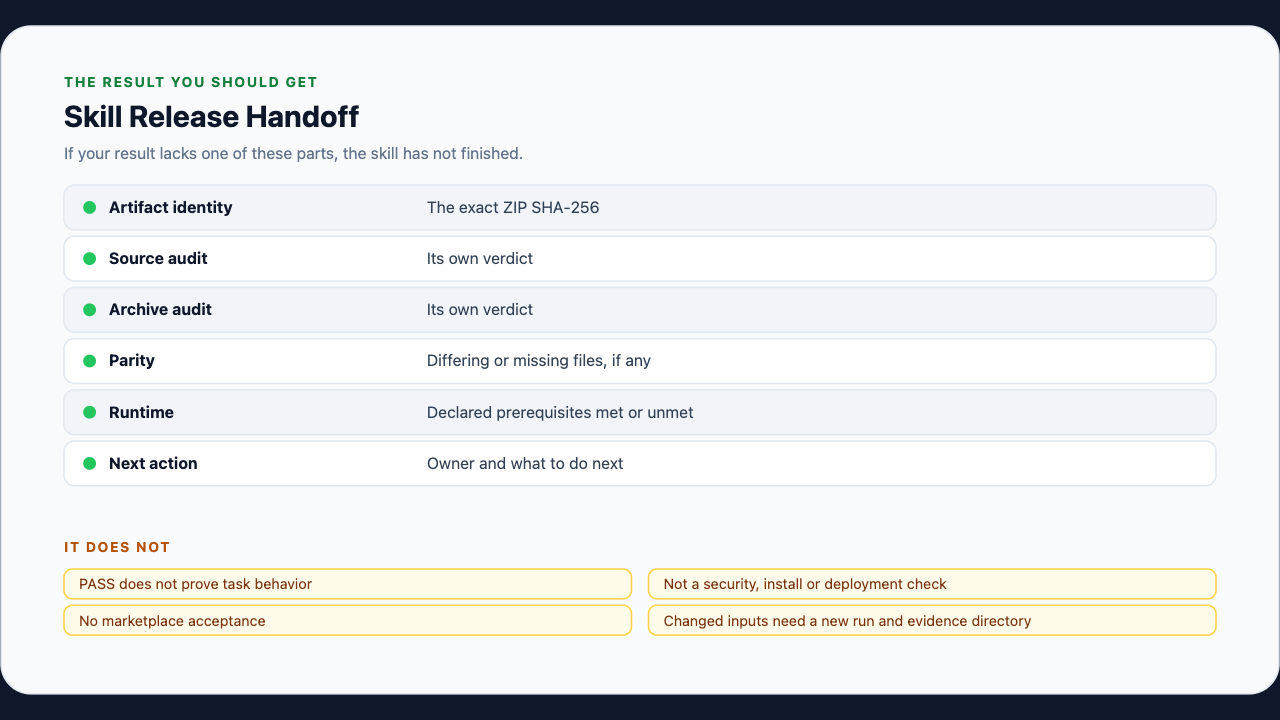 THE RESULT YOU SHOULD GET
Skill Release Handoff
If your result lacks one of these parts, the skill has not finished.
Artifact identity The exact ZIP SHA-256
Source audit Its own verdict
Archive audit Its own verdict
Parity Differing or missing files, if any
Runtime Declared prerequisites met or unmet
Next action Owner and what to do next
IT DOES NOT
PASS does not prove task behavior Not a security, install or deployment check
No marketplace acceptance Changed inputs need a new run and evidence directory